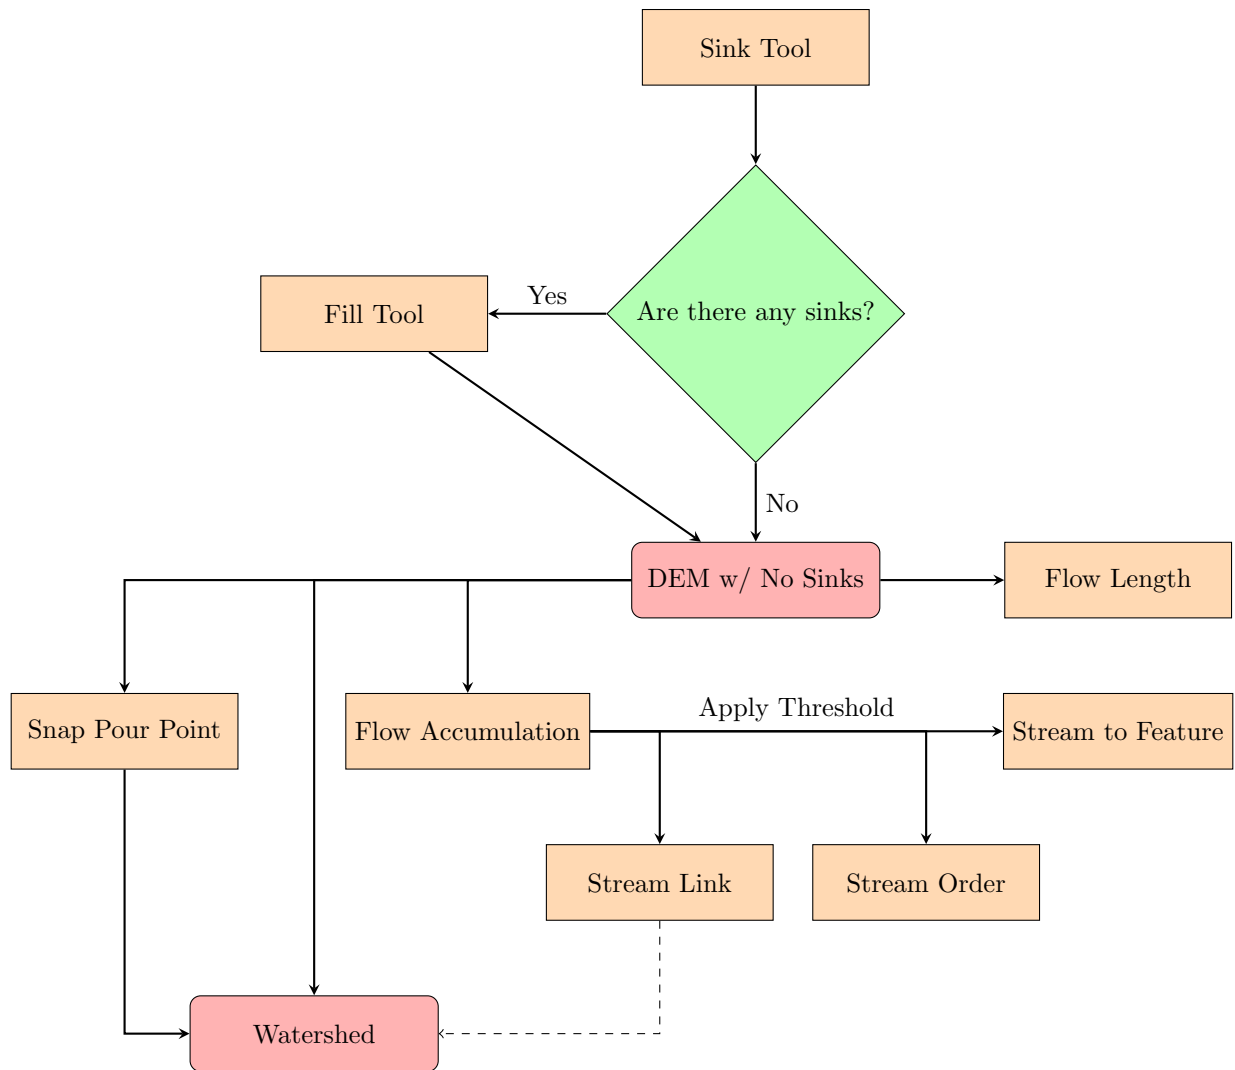 Sink Tool
Are there any sinks?
Yes
Fill Tool
No
DEM w/ No Sinks
Flow Length
Snap Pour Point
Flow Accumulation
Apply Threshold
Stream to Feature
Stream Link
Stream Order
Watershed